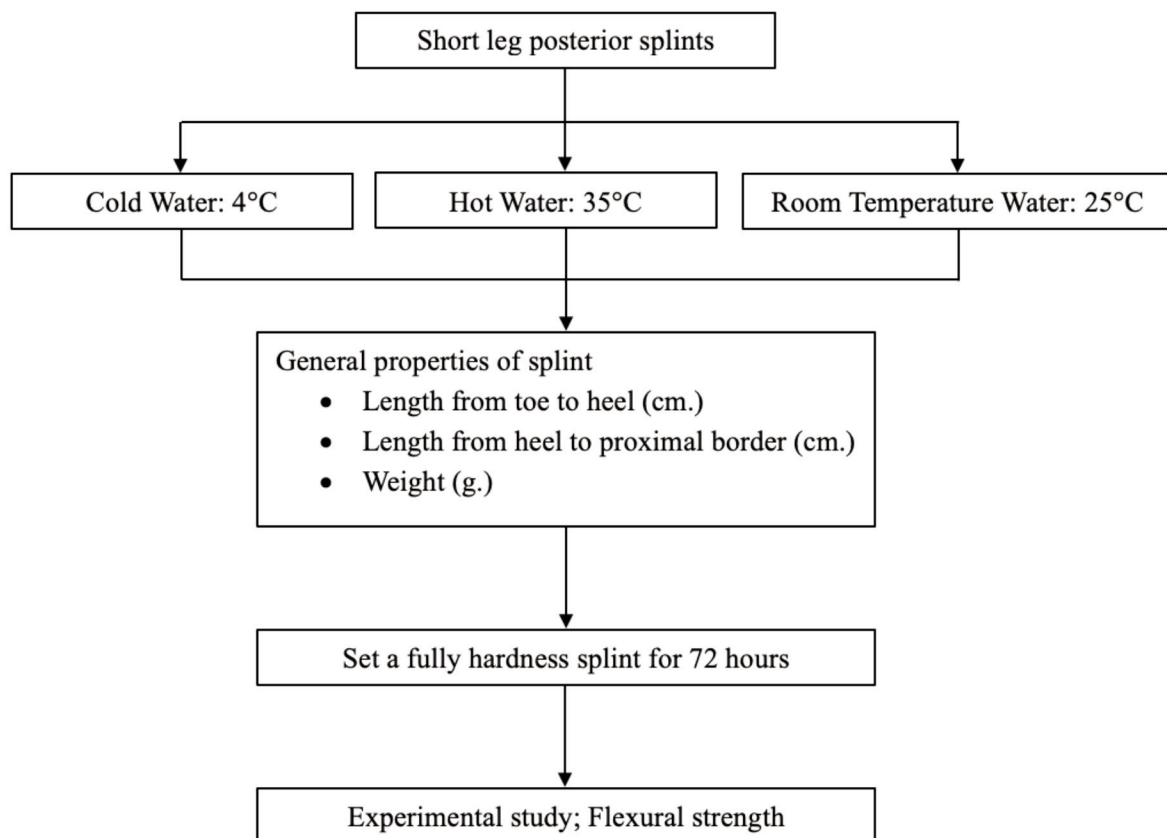 Short leg posterior splints
Cold Water: 4°C
Hot Water: 35°C
Room Temperature Water: 25°C
General properties of splint
• Length from toe to heel (cm.)
• Length from heel to proximal border (cm.)
• Weight (g.)
Set a fully hardness splint for 72 hours
Experimental study; Flexural strength